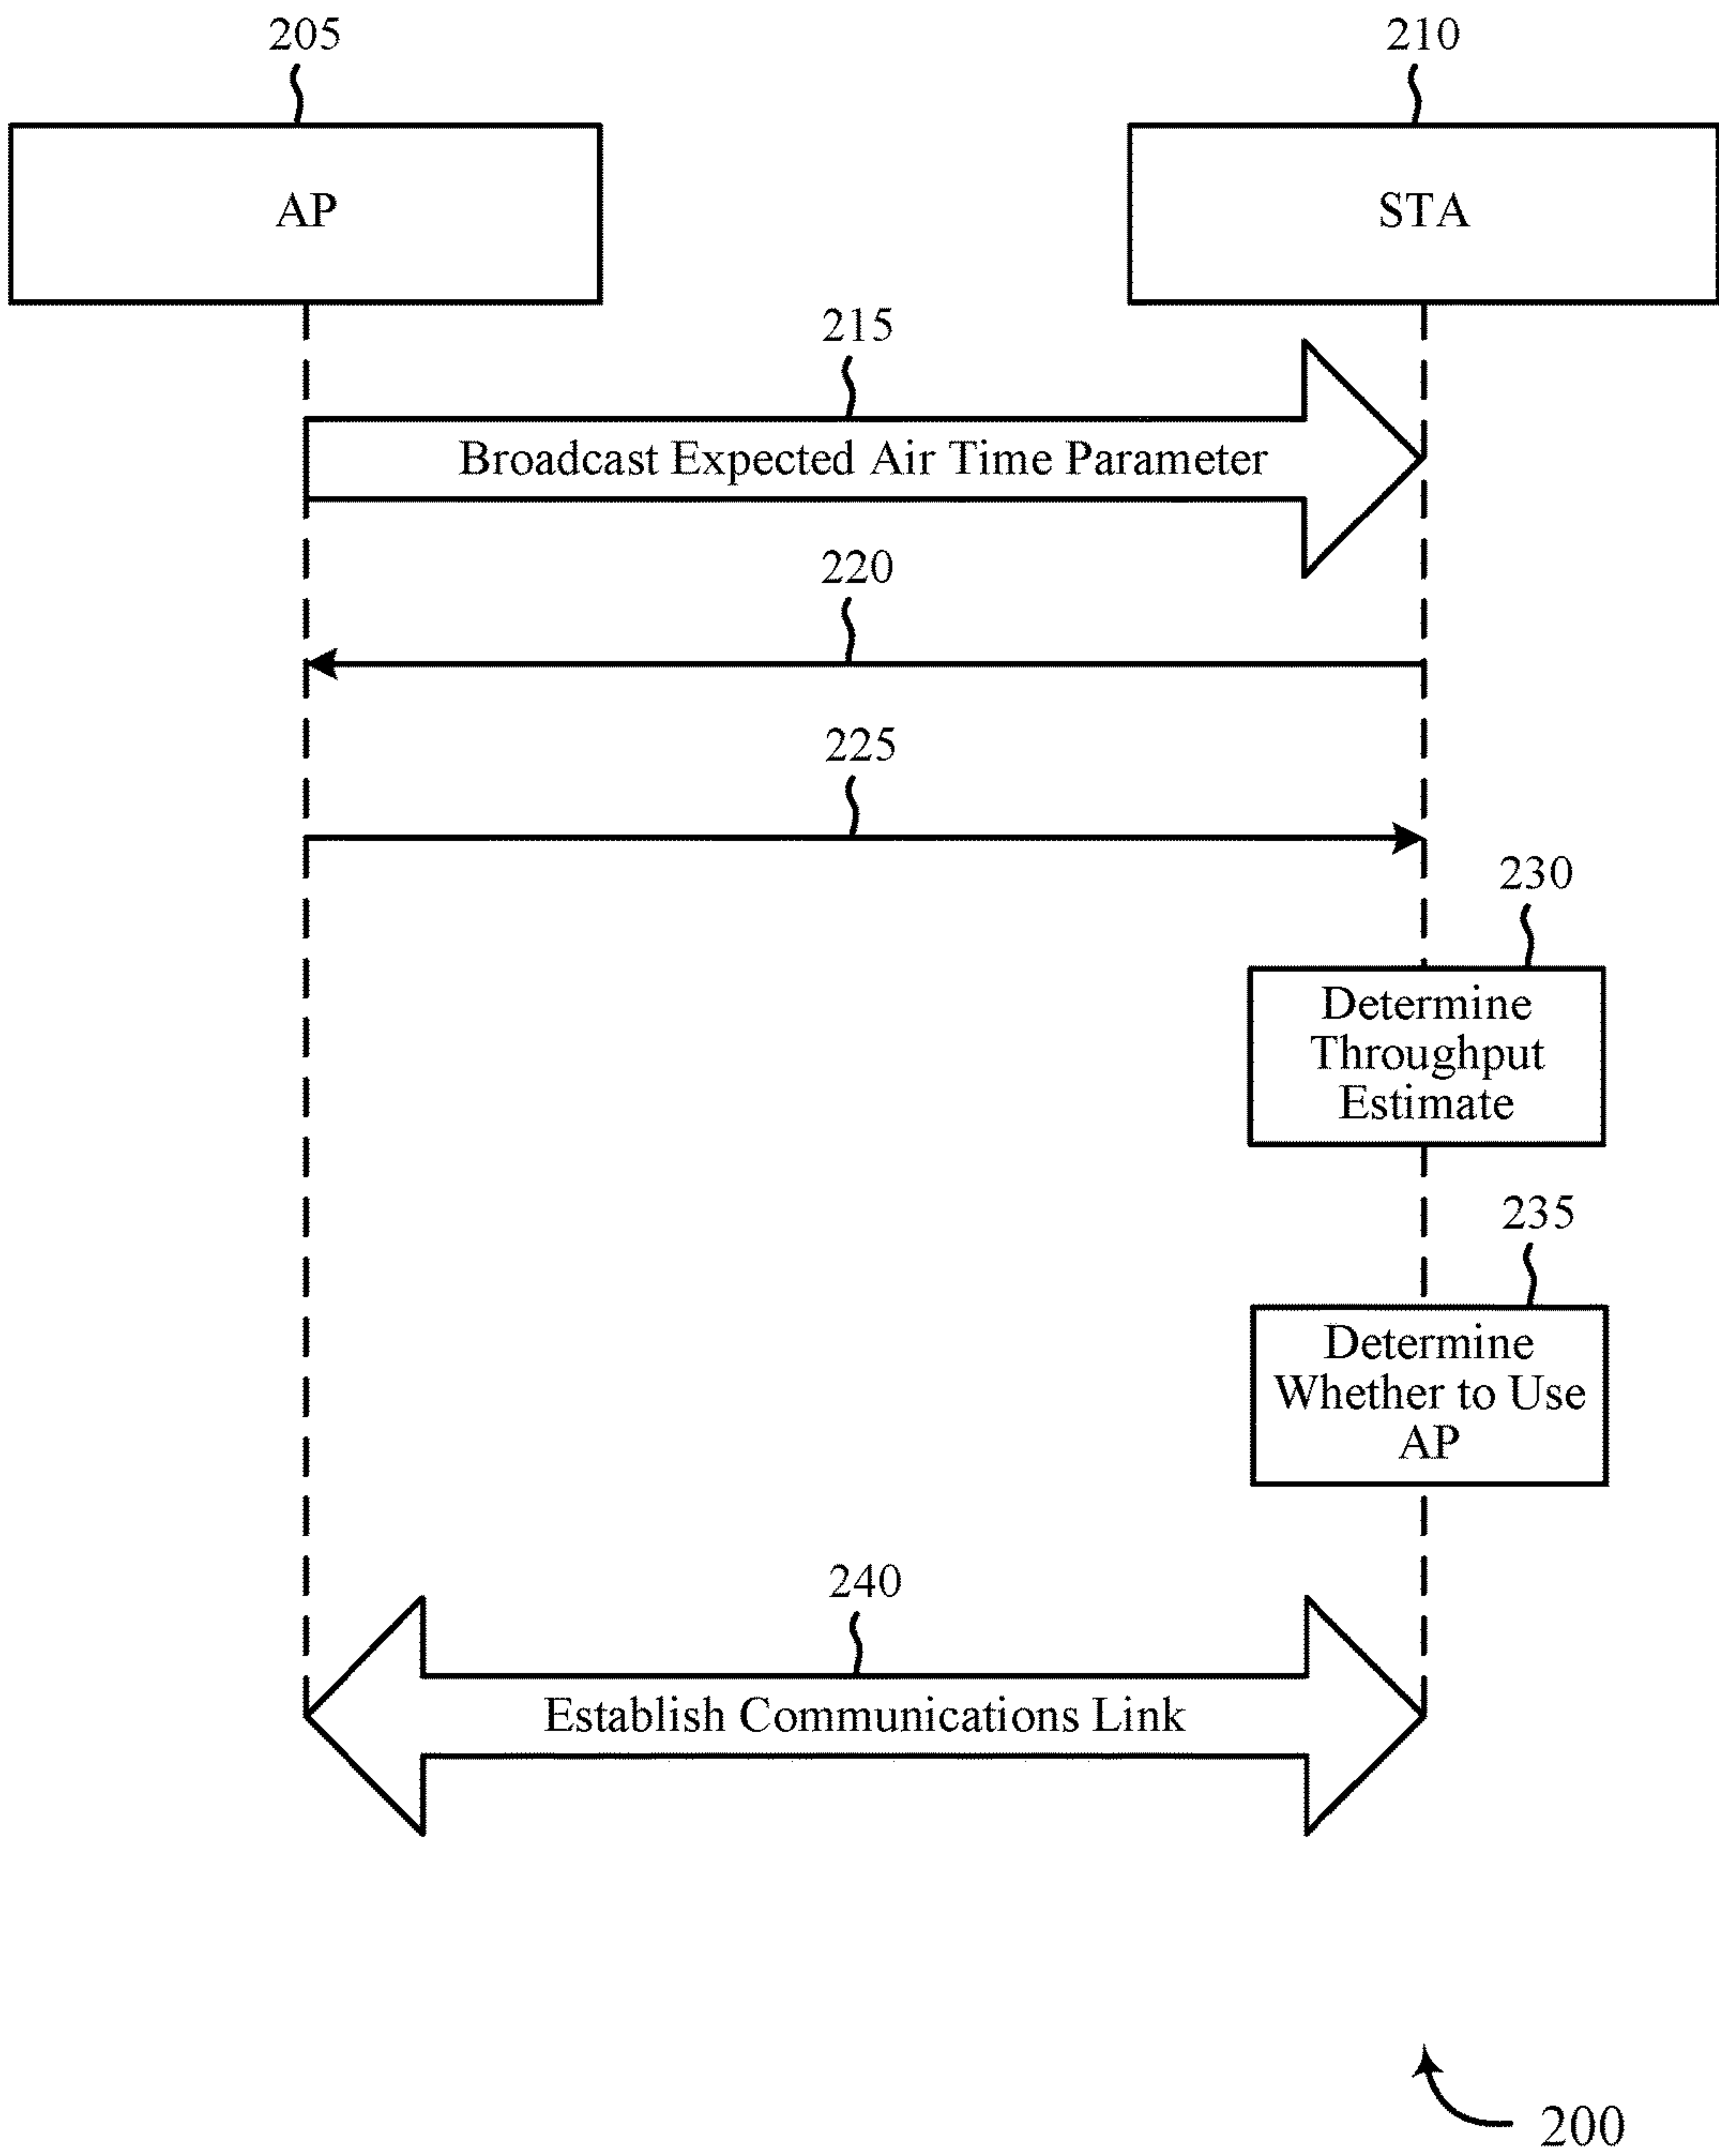 205
210
AP
STA
215
Broadcast Expected Air Time Parameter
220
225
230
Determine
Throughput
Estimate
235
Determine
Whether to Use
AP
240
Establish Communications Link
200